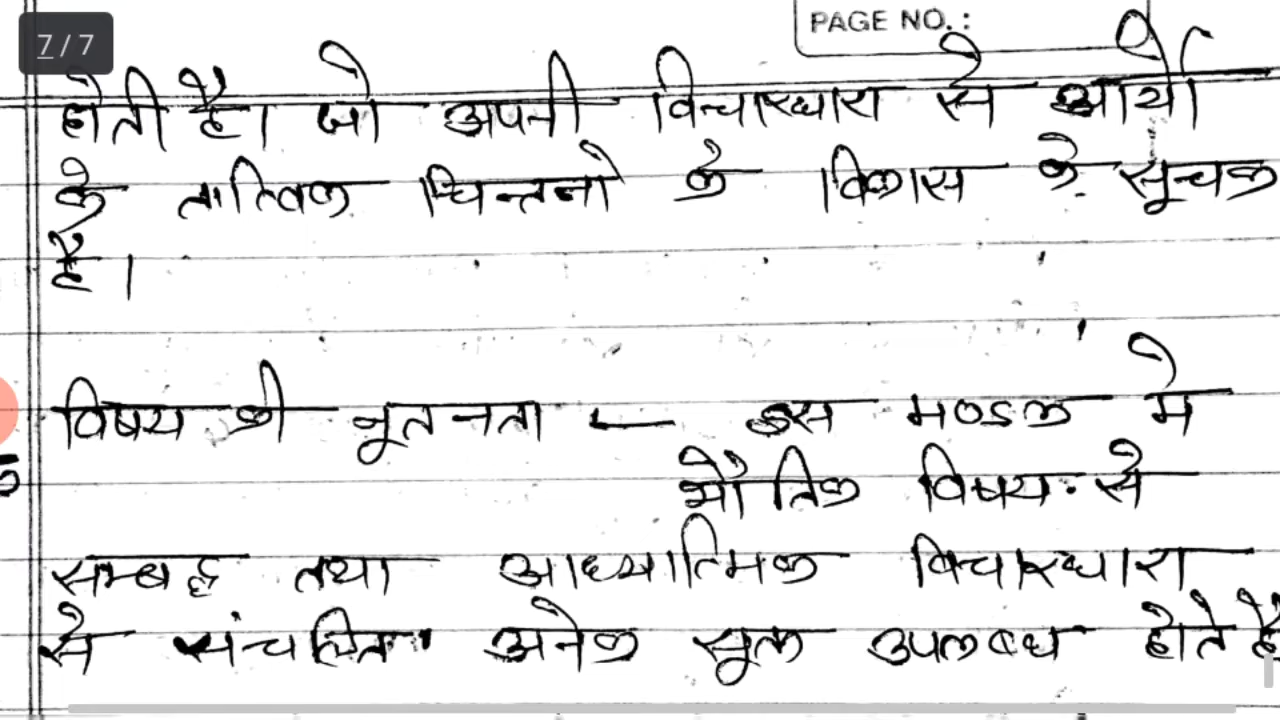 7/7
PAGE NO.:
होती है। जो अपनी विचारधारा से आर्यो
के तात्विक चिन्तनो के विकास के सूचक
है।
विषय की नूतनता — इस मण्डल मे
भौतिक विषय से
सम्बद्ध तथा आध्यात्मिक विचारधारा
से संचलित अनेक सूक्त उपलब्ध होते है